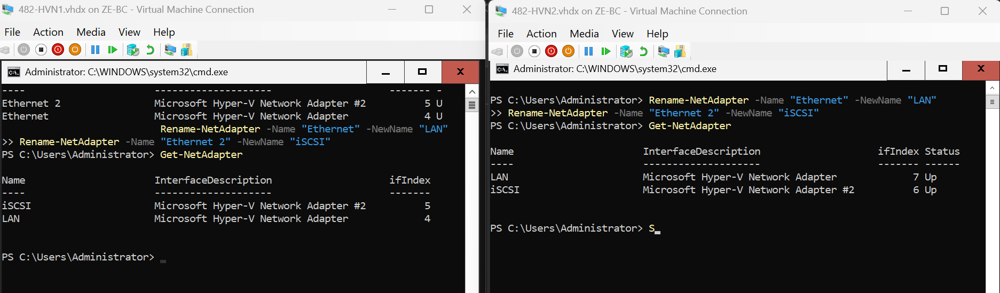 482-HVN1.vhdx on ZE-BC - Virtual Machine Connection
File Action Media View Help
Administrator: C:\WINDOWS\system32\cmd.exe
---- -------------------- ------- -
Ethernet 2 Microsoft Hyper-V Network Adapter #2 5 U
Ethernet Microsoft Hyper-V Network Adapter 4 U
Rename-NetAdapter -Name "Ethernet" -NewName "LAN"
>> Rename-NetAdapter -Name "Ethernet 2" -NewName "iSCSI"
PS C:\Users\Administrator> Get-NetAdapter
Name InterfaceDescription ifIndex
---- -------------------- -------
iSCSI Microsoft Hyper-V Network Adapter #2 5
LAN Microsoft Hyper-V Network Adapter 4
PS C:\Users\Administrator>
482-HVN2.vhdx on ZE-BC - Virtual Machine Connection
File Action Media View Help
Administrator: C:\WINDOWS\system32\cmd.exe
PS C:\Users\Administrator> Rename-NetAdapter -Name "Ethernet" -NewName "LAN"
>> Rename-NetAdapter -Name "Ethernet 2" -NewName "iSCSI"
PS C:\Users\Administrator> Get-NetAdapter
Name InterfaceDescription ifIndex Status
---- -------------------- ------- ------
LAN Microsoft Hyper-V Network Adapter 7 Up
iSCSI Microsoft Hyper-V Network Adapter #2 6 Up
PS C:\Users\Administrator> S